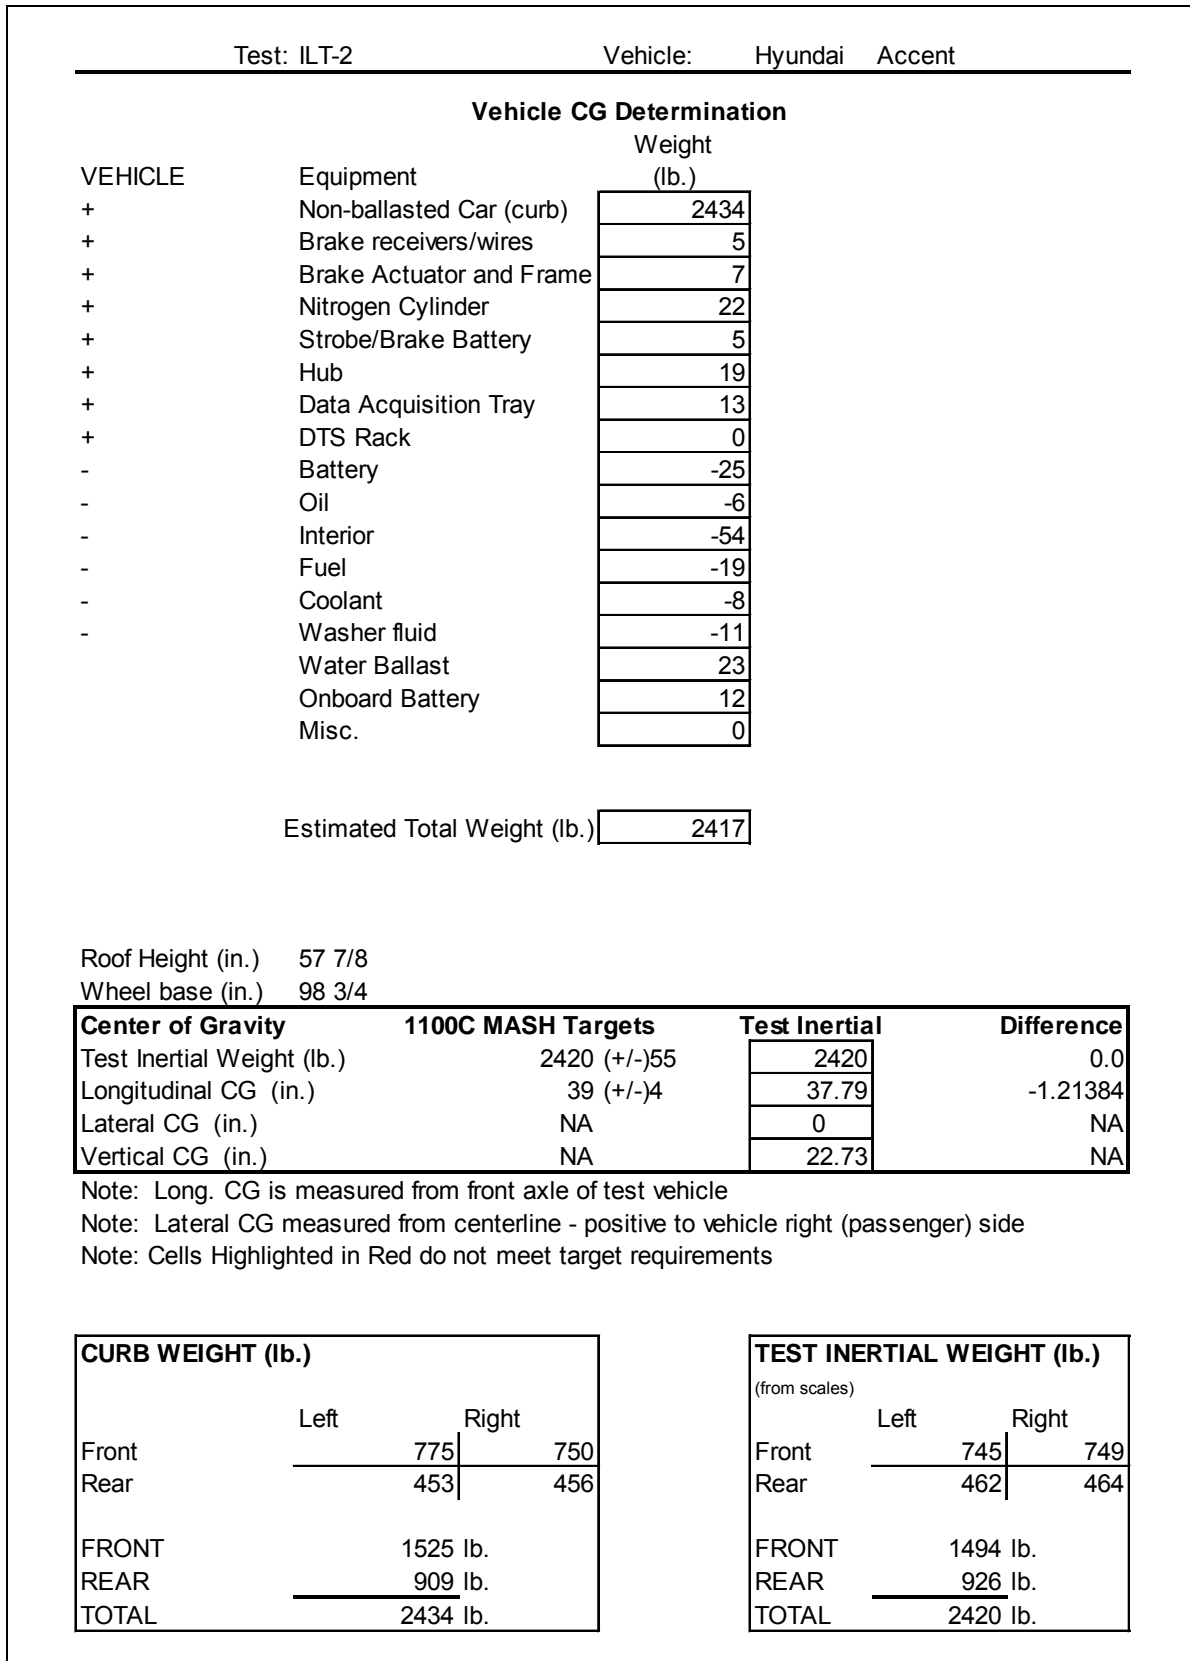 Test: ILT-2 Vehicle: Hyundai Accent
Vehicle CG Determination
Weight
VEHICLE Equipment (lb.)
+ Non-ballasted Car (curb) 2434
+ Brake receivers/wires 5
+ Brake Actuator and Frame 7
+ Nitrogen Cylinder 22
+ Strobe/Brake Battery 5
+ Hub 19
+ Data Acquisition Tray 13
+ DTS Rack 0
- Battery -25
- Oil -6
- Interior -54
- Fuel -19
- Coolant -8
- Washer fluid -11
Water Ballast 23
Onboard Battery 12
Misc. 0
Estimated Total Weight (lb.) 2417
Roof Height (in.) 57 7/8
Wheel base (in.) 98 3/4
Center of Gravity 1100C MASH Targets Test Inertial Difference
Test Inertial Weight (lb.) 2420 (+/-)55 2420 0.0
Longitudinal CG (in.) 39 (+/-)4 37.79 -1.21384
Lateral CG (in.) NA 0 NA
Vertical CG (in.) NA 22.73 NA
Note: Long. CG is measured from front axle of test vehicle
Note: Lateral CG measured from centerline - positive to vehicle right (passenger) side
Note: Cells Highlighted in Red do not meet target requirements
CURB WEIGHT (lb.)
Left Right
Front 775 750
Rear 453 456
FRONT 1525 lb.
REAR 909 lb.
TOTAL 2434 lb.
TEST INERTIAL WEIGHT (lb.)
(from scales)
Left Right
Front 745 749
Rear 462 464
FRONT 1494 lb.
REAR 926 lb.
TOTAL 2420 lb.